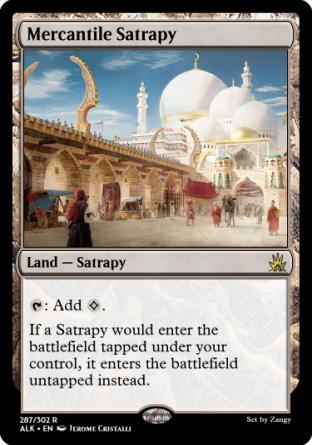 Mercantile Satrapy
Land — Satrapy
: Add .
If a Satrapy would enter the
battlefield tapped under your
control, it enters the battlefield
untapped instead.
287/302 R
Set by Zangy
ALK • EN Jerome Cristalli